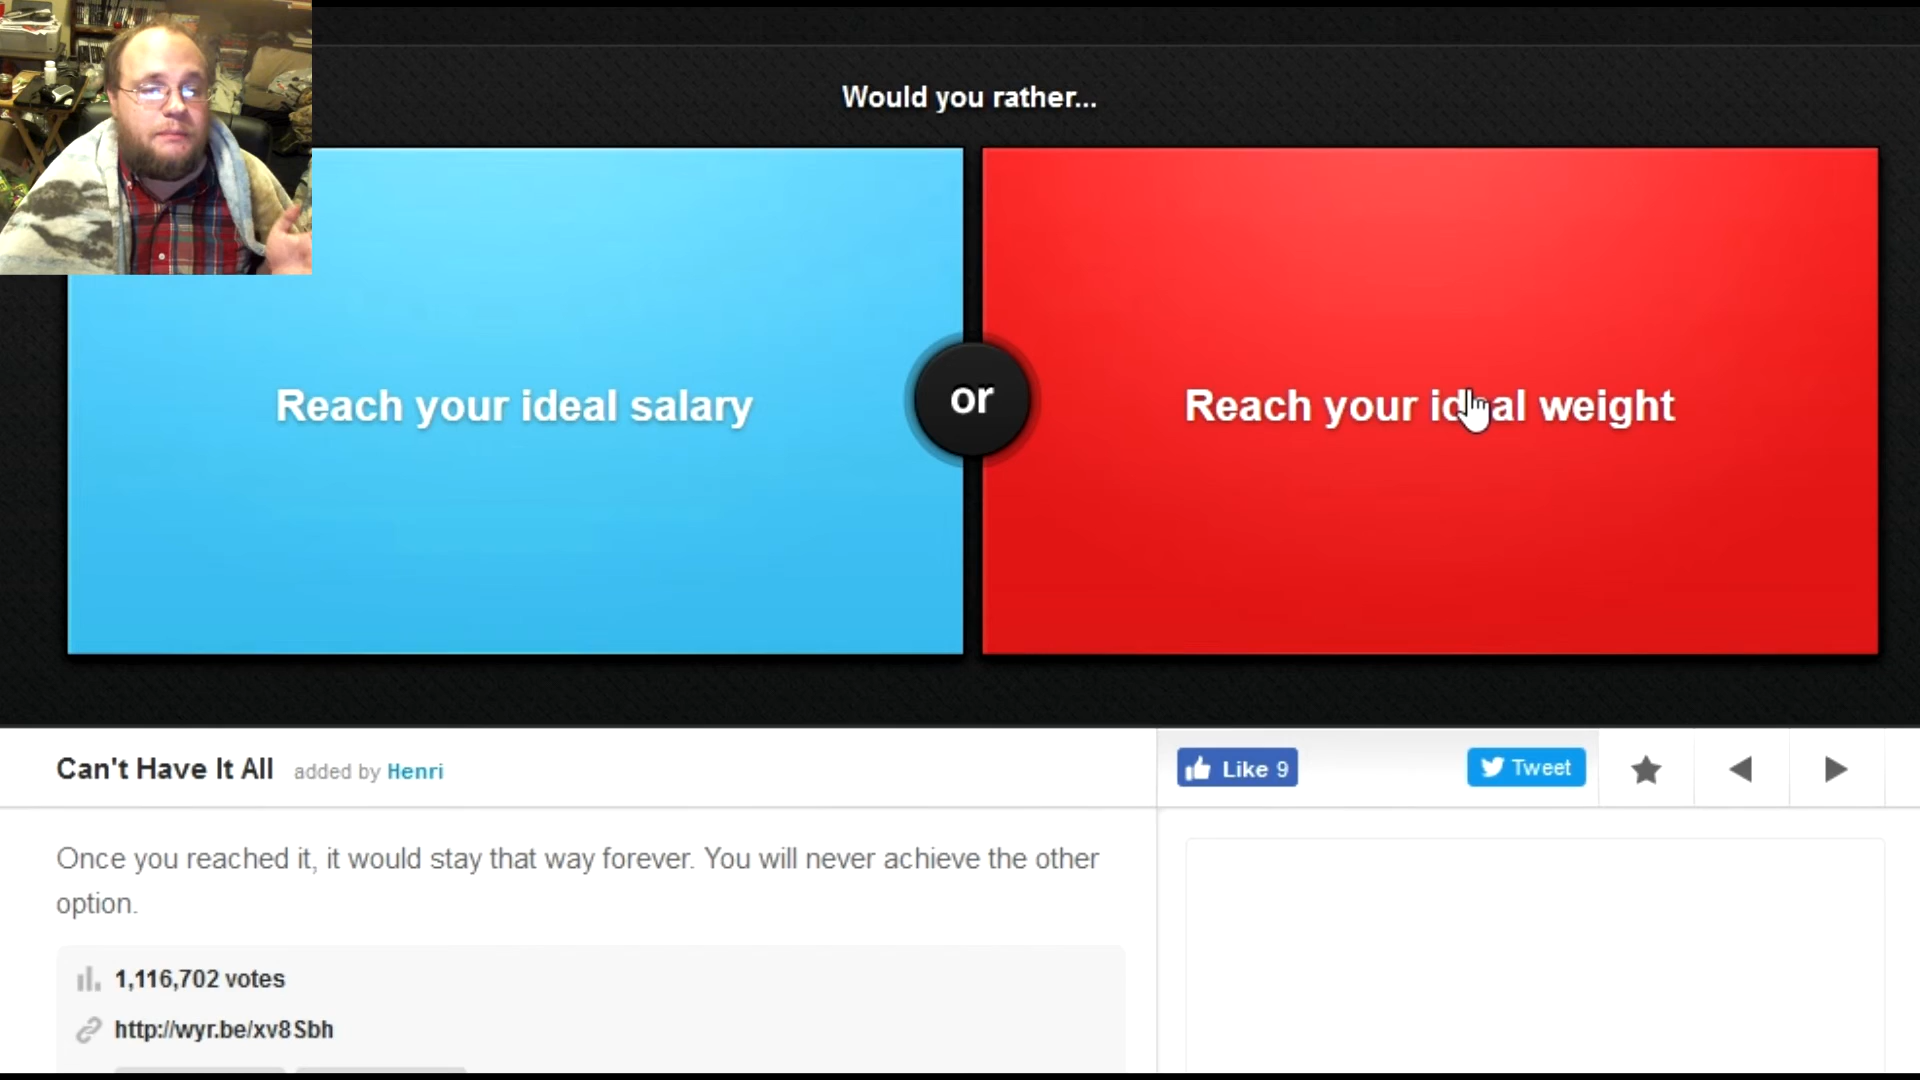 Would you rather...
Reach your ideal salary
or
Reach your ideal weight
Can't Have It All added by Henri
Like 9
Tweet
Once you reached it, it would stay that way forever. You will never achieve the other
option.
1,116,702 votes
http://wyr.be/xv8Sbh